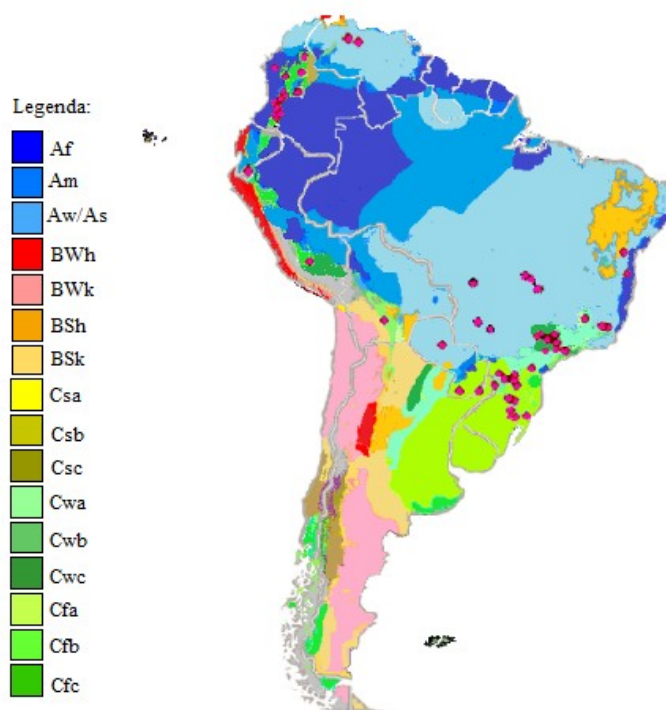 Legenda:
Af
Am
Aw/As
BWh
BWk
BSh
BSk
Csa
Csb
Csc
Cwa
Cwb
Cwc
Cfa
Cfb
Cfc